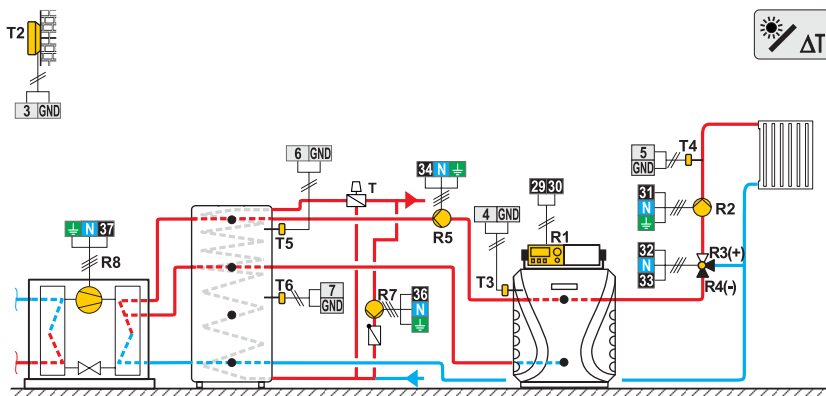 T2
3 GND
ΔT
6 GND
34 N
T
5
GND
T4
29 30
4 GND
31
N
R2
N 37
R8
T5
R5
R1
32
N
33
R3(+)
R4(-)
T6
7
GND
R7
36
N
T3